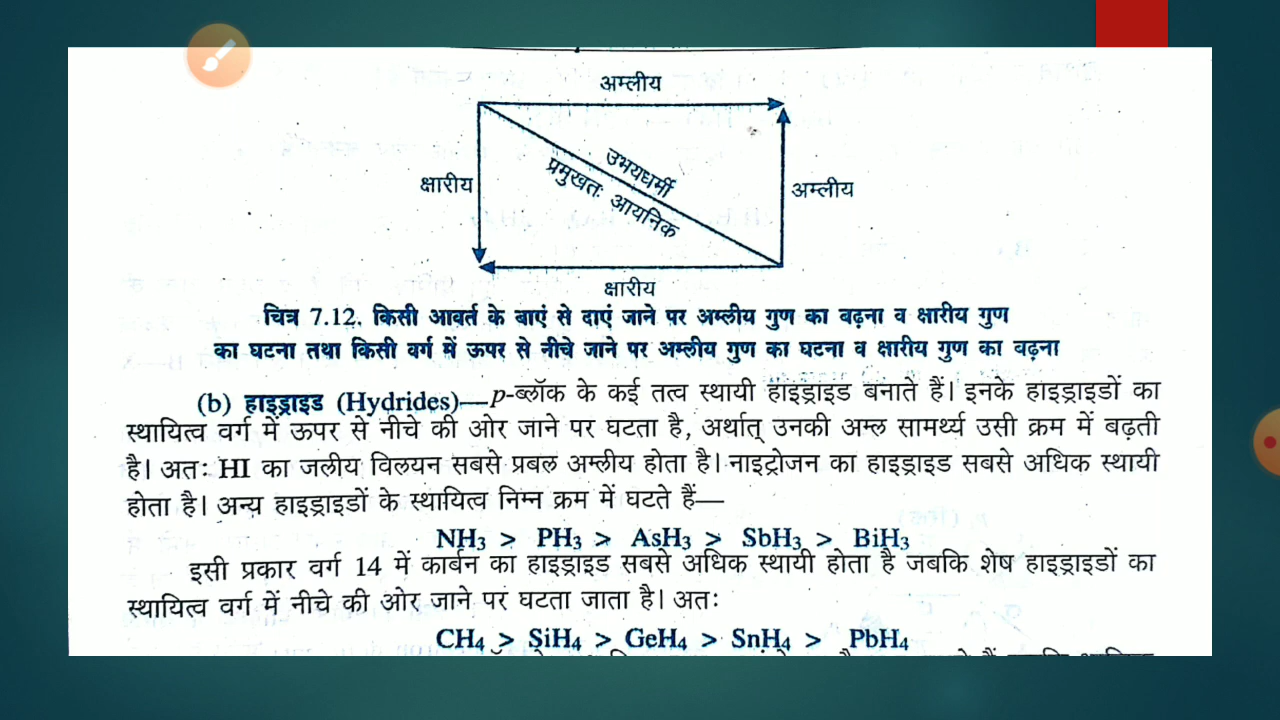 अम्लीय
क्षारीय
उभयधर्मी
प्रमुखतः आयनिक
अम्लीय
क्षारीय
चित्र 7.12. किसी आवर्त के बाएं से दाएं जाने पर अम्लीय गुण का बढ़ना व क्षारीय गुण
का घटना तथा किसी वर्ग में ऊपर से नीचे जाने पर अम्लीय गुण का घटना व क्षारीय गुण का बढ़ना
(b) हाइड्राइड (Hydrides)—p-ब्लॉक के कई तत्व स्थायी हाइड्राइड बनाते हैं। इनके हाइड्राइडों का
स्थायित्व वर्ग में ऊपर से नीचे की ओर जाने पर घटता है, अर्थात् उनकी अम्ल सामर्थ्य उसी क्रम में बढ़ती
है। अतः HI का जलीय विलयन सबसे प्रबल अम्लीय होता है। नाइट्रोजन का हाइड्राइड सबसे अधिक स्थायी
होता है। अन्य हाइड्राइडों के स्थायित्व निम्न क्रम में घटते हैं—
NH₃ > PH₃ > AsH₃ > SbH₃ > BiH₃
इसी प्रकार वर्ग 14 में कार्बन का हाइड्राइड सबसे अधिक स्थायी होता है जबकि शेष हाइड्राइडों का
स्थायित्व वर्ग में नीचे की ओर जाने पर घटता जाता है। अतः
CH₄ > SiH₄ > GeH₄ > SnH₄ > PbH₄